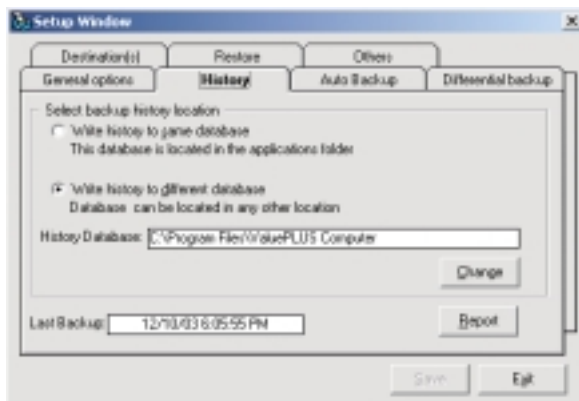 Setup Window
Destination(s) Restore Others
General options History Auto Backup Differential backup
Select backup history location
Write history to same database
This database is located in the applications folder
Write history to different database
Database can be located in any other location
History Database: C:\Program Files\ValuePLUS Computer
Change
Last Backup: 12/10/03 6:05:55 PM
Report
Save Exit